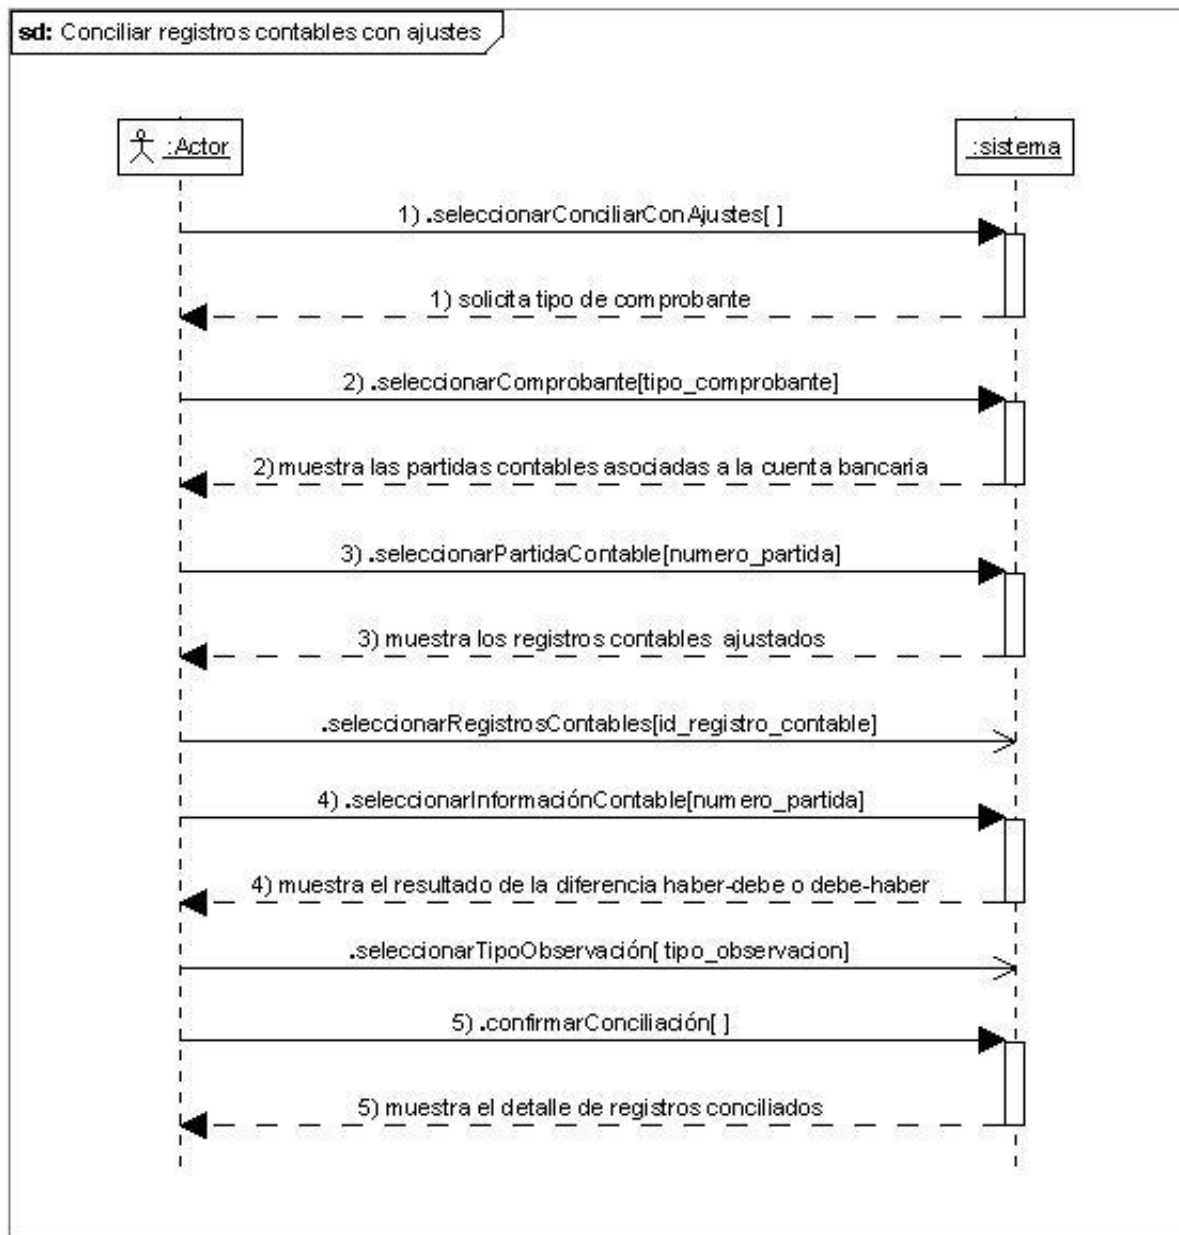 sd: Conciliar registros contables con ajustes
:Actor
:sistema
1) .seleccionarConciliarConAjustes[ ]
1) solicita tipo de comprobante
2) .seleccionarComprobante[tipo_comprobante]
2) muestra las partidas contables asociadas a la cuenta bancaria
3) .seleccionarPartidaContable[numero_partida]
3) muestra los registros contables ajustados
.seleccionarRegistrosContables[id_registro_contable]
4) .seleccionarInformaciónContable[numero_partida]
4) muestra el resultado de la diferencia haber-debe o debe-haber
.seleccionarTipoObservación[ tipo_observacion]
5) .confirmarConciliación[ ]
5) muestra el detalle de registros conciliados